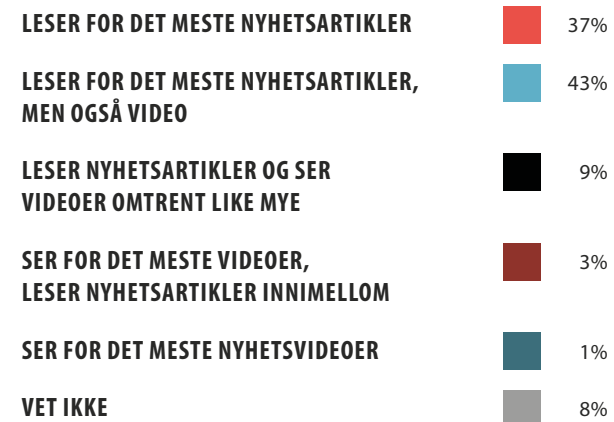 LESER FOR DET MESTE NYHETSARTIKLER 37%
LESER FOR DET MESTE NYHETSARTIKLER, 43%
MEN OGSÅ VIDEO
LESER NYHETSARTIKLER OG SER 9%
VIDEOER OMTRENT LIKE MYE
SER FOR DET MESTE VIDEOER, 3%
LESER NYHETSARTIKLER INNIMELLOM
SER FOR DET MESTE NYHETSVIDEOER 1%
VET IKKE 8%